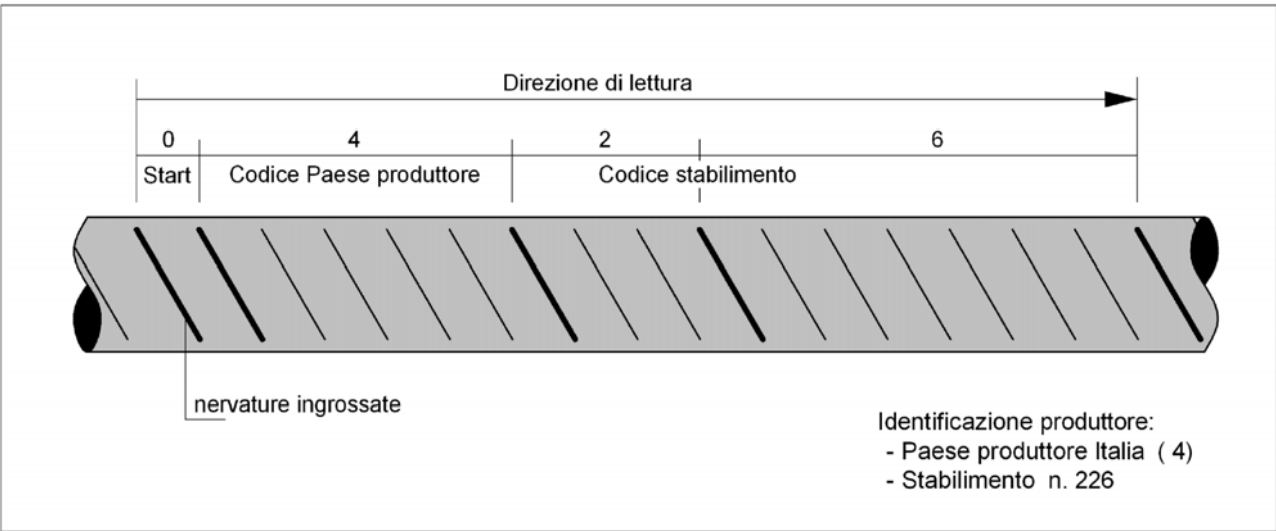 Direzione di lettura
0 4 2 6
Start Codice Paese produttore Codice stabilimento
nervature ingrossate
Identificazione produttore:
- Paese produttore Italia ( 4)
- Stabilimento n. 226